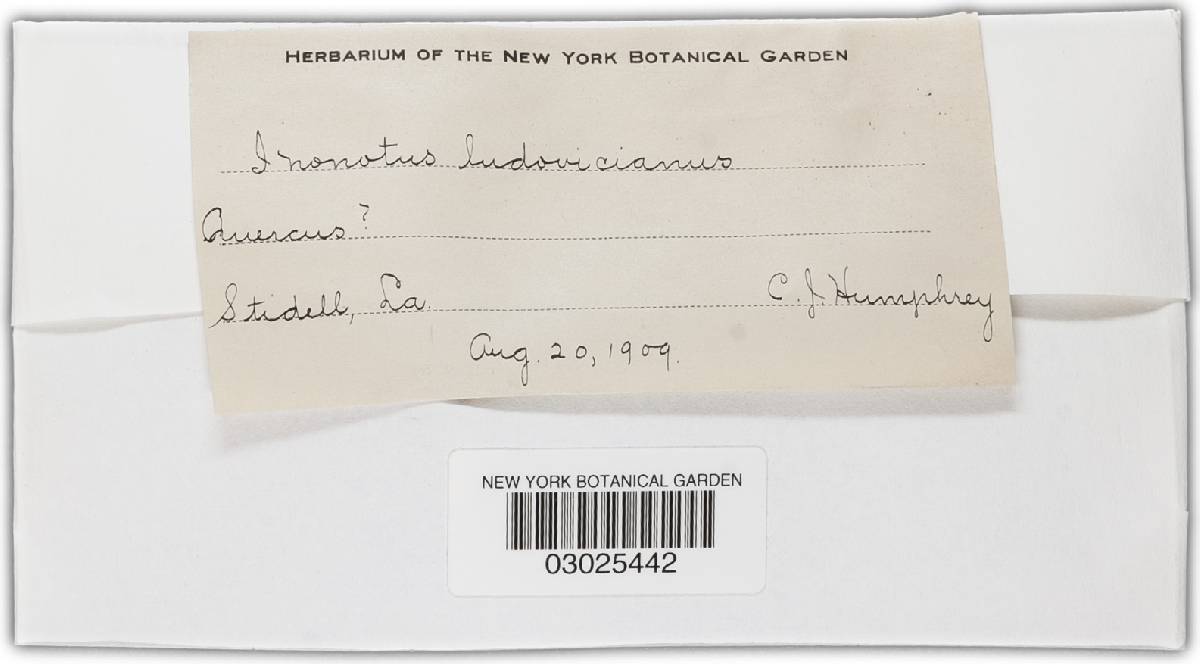 HERBARIUM OF THE NEW YORK BOTANICAL GARDEN
Inonotus ludovicianus
Quercus?
Stidell, La. C. J. Humphrey
Aug. 20, 1909.
NEW YORK BOTANICAL GARDEN
03025442